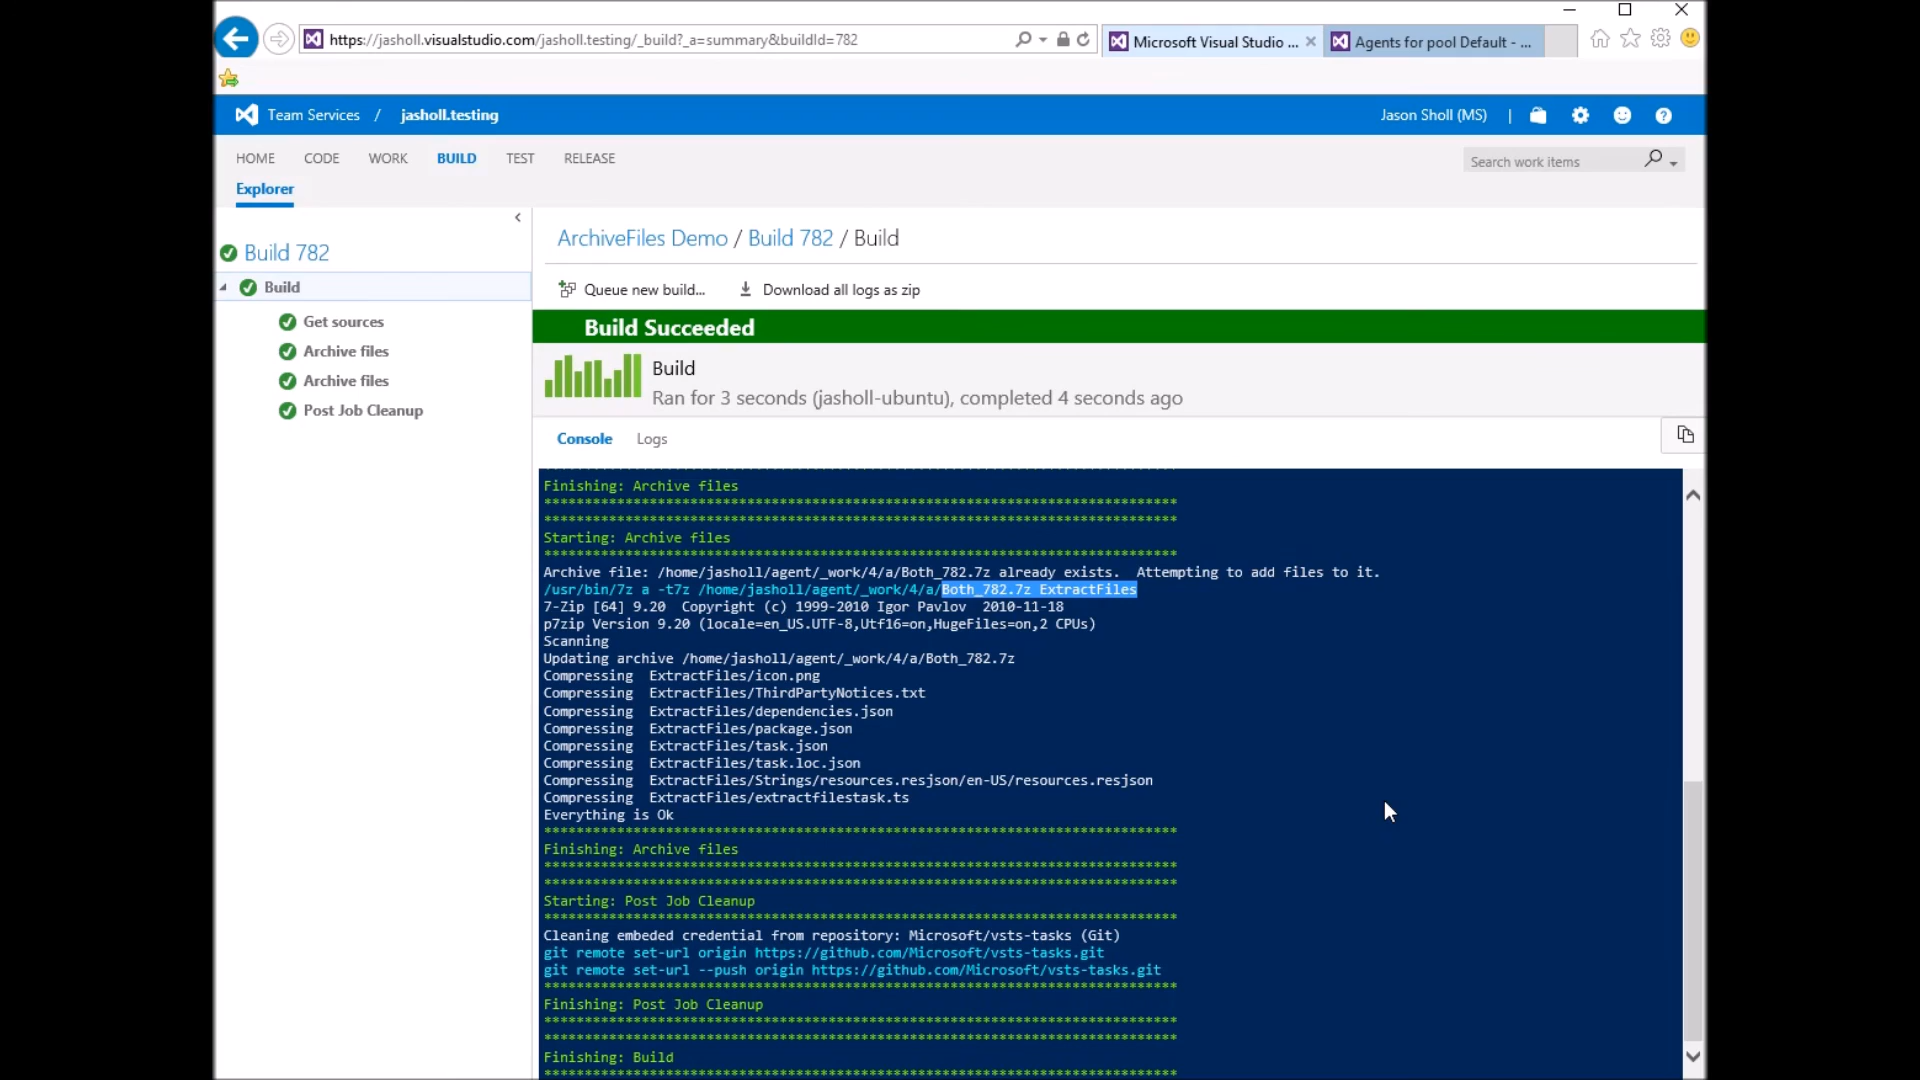 https://jasholl.visualstudio.com/jasholl.testing/_build?_a=summary&buildId=782
Microsoft Visual Studio ...
Agents for pool Default - ...
Team Services / jasholl.testing
Jason Sholl (MS) |
HOME CODE WORK BUILD TEST RELEASE
Search work items
Explorer
Build 782
Build
Get sources
Archive files
Archive files
Post Job Cleanup
ArchiveFiles Demo / Build 782 / Build
Queue new build... Download all logs as zip
Build Succeeded
Build
Ran for 3 seconds (jasholl-ubuntu), completed 4 seconds ago
Console Logs
Finishing: Archive files
******************************************************************************
******************************************************************************
Starting: Archive files
******************************************************************************
Archive file: /home/jasholl/agent/_work/4/a/Both_782.7z already exists.  Attempting to add files to it.
/usr/bin/7z a -t7z /home/jasholl/agent/_work/4/a/Both_782.7z ExtractFiles
7-Zip [64] 9.20  Copyright (c) 1999-2010 Igor Pavlov  2010-11-18
p7zip Version 9.20 (locale=en_US.UTF-8,Utf16=on,HugeFiles=on,2 CPUs)
Scanning
Updating archive /home/jasholl/agent/_work/4/a/Both_782.7z
Compressing  ExtractFiles/icon.png
Compressing  ExtractFiles/ThirdPartyNotices.txt
Compressing  ExtractFiles/dependencies.json
Compressing  ExtractFiles/package.json
Compressing  ExtractFiles/task.json
Compressing  ExtractFiles/task.loc.json
Compressing  ExtractFiles/Strings/resources.resjson/en-US/resources.resjson
Compressing  ExtractFiles/extractfilestask.ts
Everything is Ok
******************************************************************************
Finishing: Archive files
******************************************************************************
******************************************************************************
Starting: Post Job Cleanup
******************************************************************************
Cleaning embeded credential from repository: Microsoft/vsts-tasks (Git)
git remote set-url origin https://github.com/Microsoft/vsts-tasks.git
git remote set-url --push origin https://github.com/Microsoft/vsts-tasks.git
******************************************************************************
Finishing: Post Job Cleanup
******************************************************************************
******************************************************************************
Finishing: Build
******************************************************************************